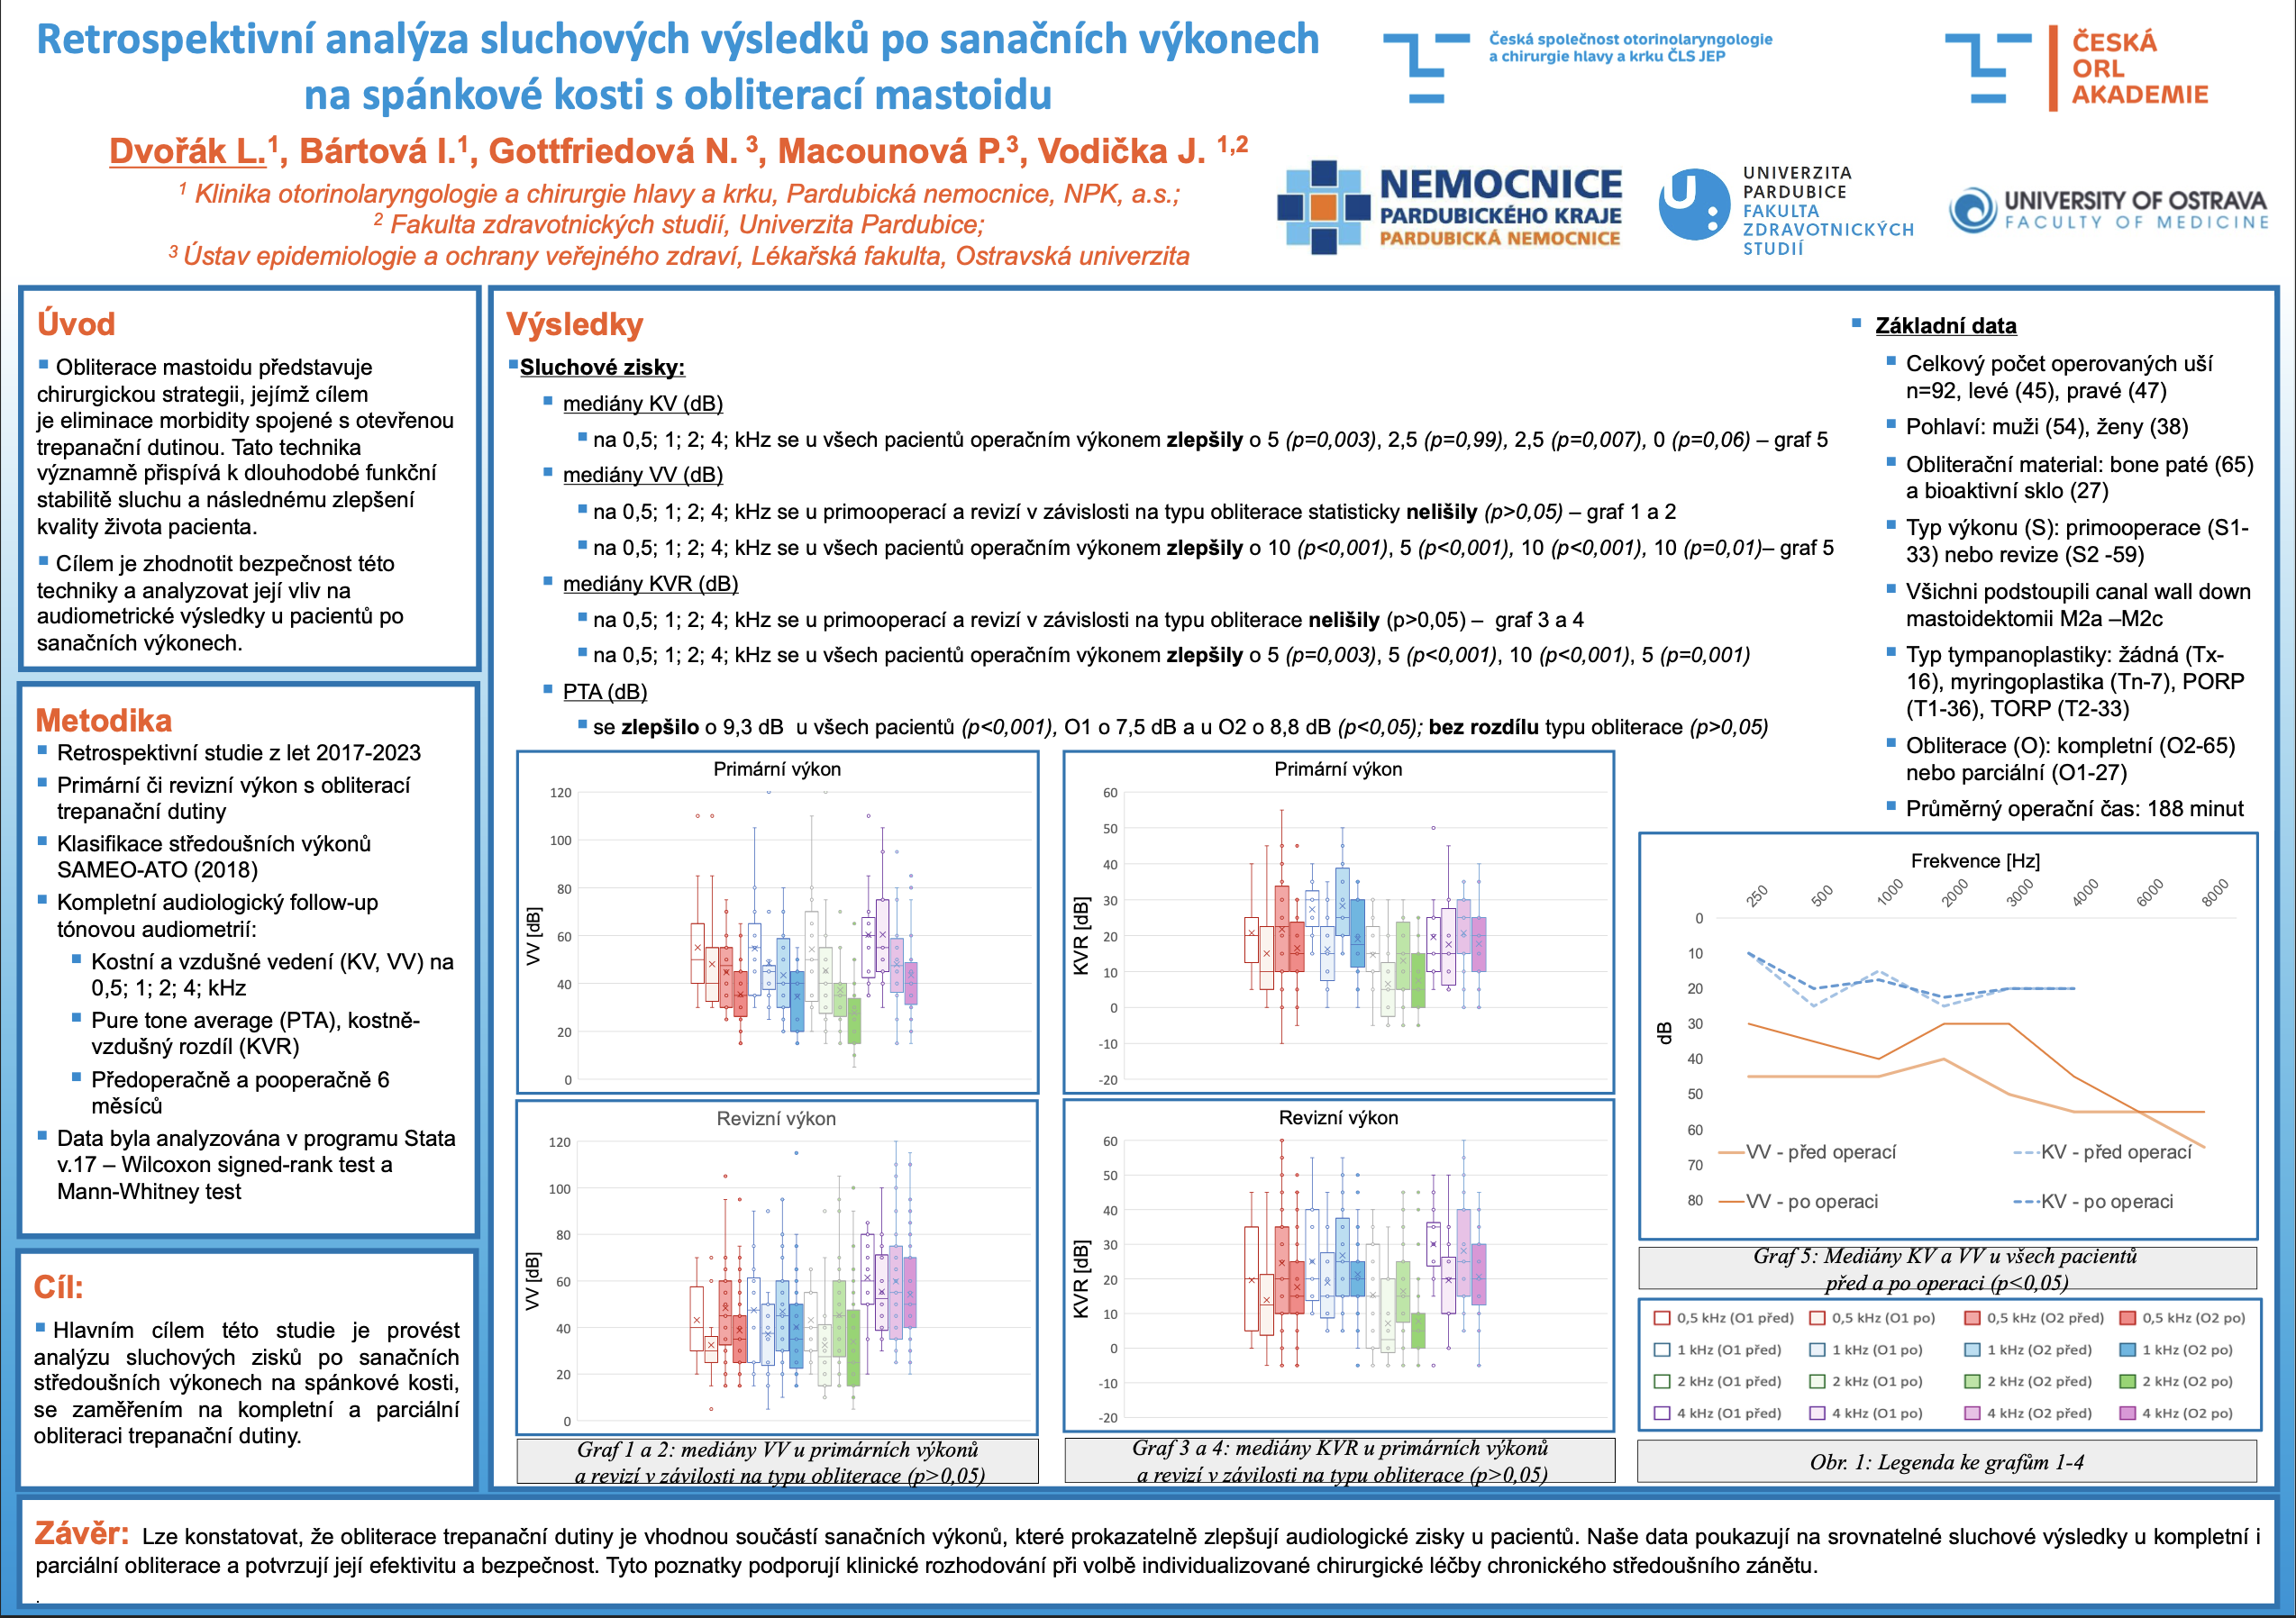 Retrospektivní analýza sluchových výsledků po sanačních výkonech
na spánkové kosti s obliterací mastoidu
Dvořák L.¹, Bártová I.¹, Gottfriedová N. ³, Macounová P.³, Vodička J. ¹,²
¹ Klinika otorinolaryngologie a chirurgie hlavy a krku, Pardubická nemocnice, NPK, a.s.;
² Fakulta zdravotnických studií, Univerzita Pardubice;
³ Ústav epidemiologie a ochrany veřejného zdraví, Lékařská fakulta, Ostravská univerzita
Česká společnost otorinolaryngologie
a chirurgie hlavy a krku ČLS JEP
ČESKÁ
ORL
AKADEMIE
NEMOCNICE
PARDUBICKÉHO KRAJE
PARDUBICKÁ NEMOCNICE
UNIVERZITA
PARDUBICE
FAKULTA
ZDRAVOTNICKÝCH
STUDIÍ
UNIVERSITY OF OSTRAVA
FACULTY OF MEDICINE
Úvod
Obliterace mastoidu představuje
chirurgickou strategii, jejímž cílem
je eliminace morbidity spojené s otevřenou
trepanační dutinou. Tato technika
významně přispívá k dlouhodobé funkční
stabilitě sluchu a následnému zlepšení
kvality života pacienta.
Cílem je zhodnotit bezpečnost této
techniky a analyzovat její vliv na
audiometrické výsledky u pacientů po
sanačních výkonech.
Metodika
Retrospektivní studie z let 2017-2023
Primární či revizní výkon s obliterací
trepanační dutiny
Klasifikace středoušních výkonů
SAMEO-ATO (2018)
Kompletní audiologický follow-up
tónovou audiometrií:
Kostní a vzdušné vedení (KV, VV) na
0,5; 1; 2; 4; kHz
Pure tone average (PTA), kostně-
vzdušný rozdíl (KVR)
Předoperačně a pooperačně 6
měsíců
Data byla analyzována v programu Stata
v.17 – Wilcoxon signed-rank test a
Mann-Whitney test
Cíl:
Hlavním cílem této studie je provést
analýzu sluchových zisků po sanačních
středoušních výkonech na spánkové kosti,
se zaměřením na kompletní a parciální
obliteraci trepanační dutiny.
Výsledky
Sluchové zisky:
mediány KV (dB)
na 0,5; 1; 2; 4; kHz se u všech pacientů operačním výkonem zlepšily o 5 (p=0,003), 2,5 (p=0,99), 2,5 (p=0,007), 0 (p=0,06) – graf 5
mediány VV (dB)
na 0,5; 1; 2; 4; kHz se u primooperací a revizí v závislosti na typu obliterace statisticky nelišily (p>0,05) – graf 1 a 2
na 0,5; 1; 2; 4; kHz se u všech pacientů operačním výkonem zlepšily o 10 (p<0,001), 5 (p<0,001), 10 (p<0,001), 10 (p=0,01)– graf 5
mediány KVR (dB)
na 0,5; 1; 2; 4; kHz se u primooperací a revizí v závislosti na typu obliterace nelišily (p>0,05) – graf 3 a 4
na 0,5; 1; 2; 4; kHz se u všech pacientů operačním výkonem zlepšily o 5 (p=0,003), 5 (p<0,001), 10 (p<0,001), 5 (p=0,001)
PTA (dB)
se zlepšilo o 9,3 dB u všech pacientů (p<0,001), O1 o 7,5 dB a u O2 o 8,8 dB (p<0,05); bez rozdílu typu obliterace (p>0,05)
Základní data
Celkový počet operovaných uší
n=92, levé (45), pravé (47)
Pohlaví: muži (54), ženy (38)
Obliterační material: bone paté (65)
a bioaktivní sklo (27)
Typ výkonu (S): primooperace (S1-
33) nebo revize (S2 -59)
Všichni podstoupili canal wall down
mastoidektomii M2a –M2c
Typ tympanoplastiky: žádná (Tx-
16), myringoplastika (Tn-7), PORP
(T1-36), TORP (T2-33)
Obliterace (O): kompletní (O2-65)
nebo parciální (O1-27)
Průměrný operační čas: 188 minut
Primární výkon
VV [dB]
120
100
80
60
40
20
0
Primární výkon
KVR [dB]
60
50
40
30
20
10
0
-10
-20
Revizní výkon
VV [dB]
120
100
80
60
40
20
0
Revizní výkon
KVR [dB]
60
50
40
30
20
10
0
-10
-20
Graf 1 a 2: mediány VV u primárních výkonů
a revizí v závilosti na typu obliterace (p>0,05)
Graf 3 a 4: mediány KVR u primárních výkonů
a revizí v závilosti na typu obliterace (p>0,05)
Frekvence [Hz]
250 500 1000 2000 3000 4000 6000 8000
dB
0
10
20
30
40
50
60
70
80
VV - před operací KV - před operací
VV - po operaci KV - po operaci
Graf 5: Mediány KV a VV u všech pacientů
před a po operaci (p<0,05)
0,5 kHz (O1 před) 0,5 kHz (O1 po) 0,5 kHz (O2 před) 0,5 kHz (O2 po)
1 kHz (O1 před) 1 kHz (O1 po) 1 kHz (O2 před) 1 kHz (O2 po)
2 kHz (O1 před) 2 kHz (O1 po) 2 kHz (O2 před) 2 kHz (O2 po)
4 kHz (O1 před) 4 kHz (O1 po) 4 kHz (O2 před) 4 kHz (O2 po)
Obr. 1: Legenda ke grafům 1-4
Závěr: Lze konstatovat, že obliterace trepanační dutiny je vhodnou součástí sanačních výkonů, které prokazatelně zlepšují audiologické zisky u pacientů. Naše data poukazují na srovnatelné sluchové výsledky u kompletní i
parciální obliterace a potvrzují její efektivitu a bezpečnost. Tyto poznatky podporují klinické rozhodování při volbě individualizované chirurgické léčby chronického středoušního zánětu.
.